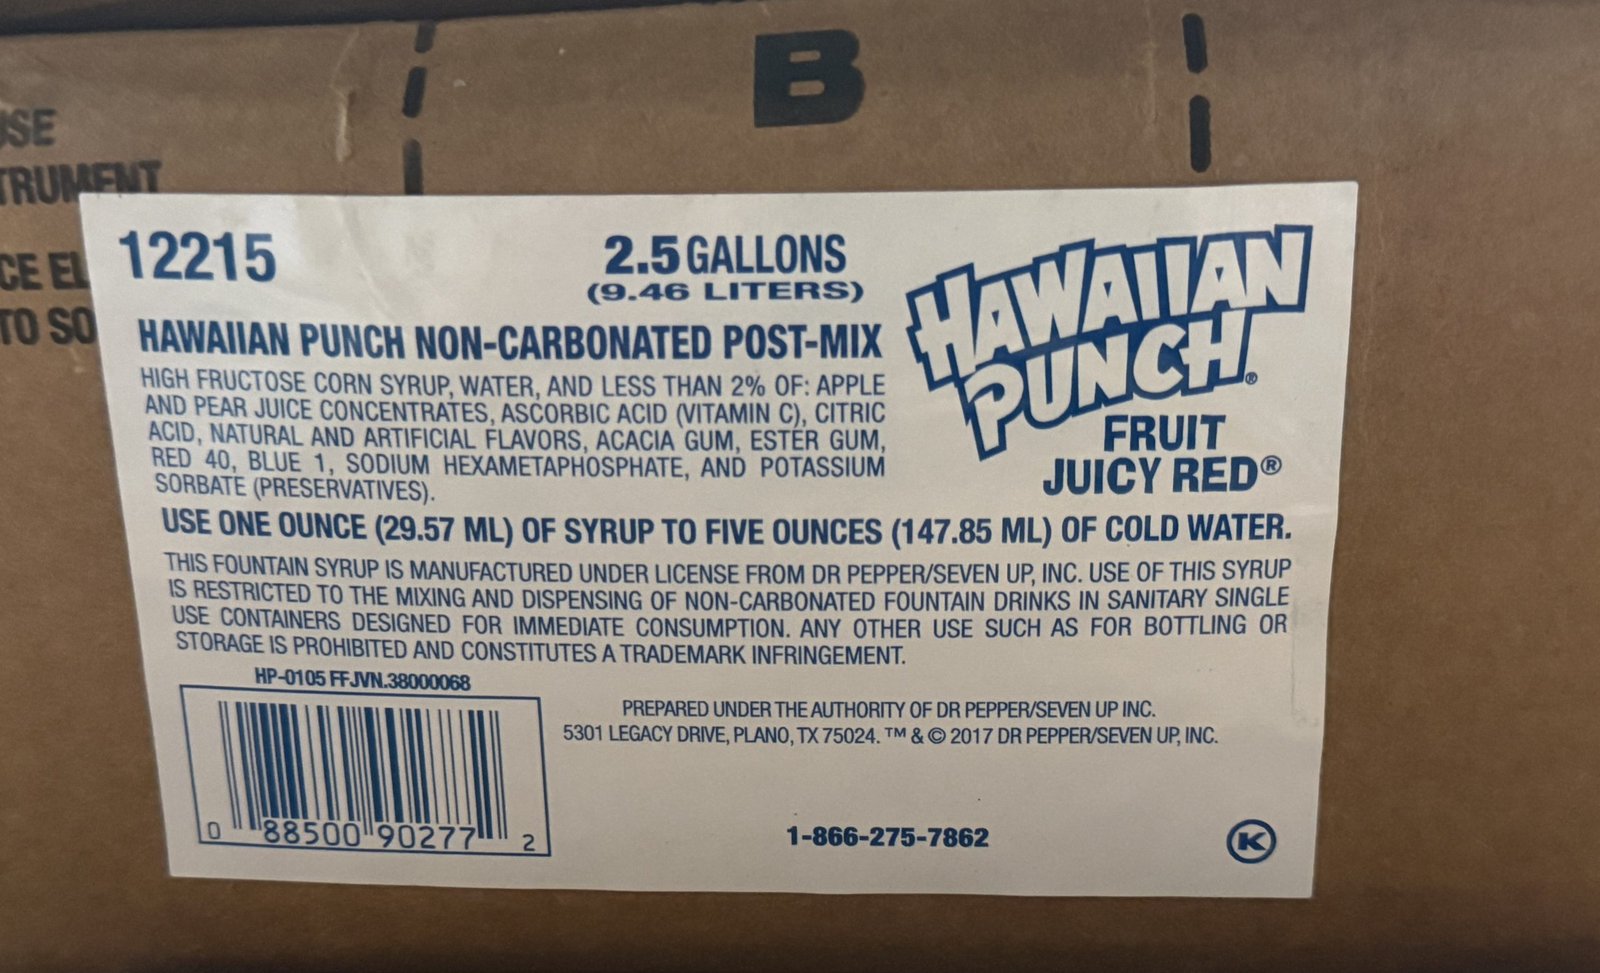 B
TRUMENT
CE EL
TO SO
12215
2.5 GALLONS
(9.46 LITERS)
HAWAIIAN PUNCH NON-CARBONATED POST-MIX
HIGH FRUCTOSE CORN SYRUP, WATER, AND LESS THAN 2% OF: APPLE
AND PEAR JUICE CONCENTRATES, ASCORBIC ACID (VITAMIN C), CITRIC
ACID, NATURAL AND ARTIFICIAL FLAVORS, ACACIA GUM, ESTER GUM,
RED 40, BLUE 1, SODIUM HEXAMETAPHOSPHATE, AND POTASSIUM
SORBATE (PRESERVATIVES).
HAWAIIAN
PUNCH®
FRUIT
JUICY RED®
USE ONE OUNCE (29.57 ML) OF SYRUP TO FIVE OUNCES (147.85 ML) OF COLD WATER.
THIS FOUNTAIN SYRUP IS MANUFACTURED UNDER LICENSE FROM DR PEPPER/SEVEN UP, INC. USE OF THIS SYRUP
IS RESTRICTED TO THE MIXING AND DISPENSING OF NON-CARBONATED FOUNTAIN DRINKS IN SANITARY SINGLE
USE CONTAINERS DESIGNED FOR IMMEDIATE CONSUMPTION. ANY OTHER USE SUCH AS FOR BOTTLING OR
STORAGE IS PROHIBITED AND CONSTITUTES A TRADEMARK INFRINGEMENT.
HP-0105 FFJVN.38000068
0 88500 90277 2
PREPARED UNDER THE AUTHORITY OF DR PEPPER/SEVEN UP INC.
5301 LEGACY DRIVE, PLANO, TX 75024. ™ & © 2017 DR PEPPER/SEVEN UP, INC.
1-866-275-7862
K